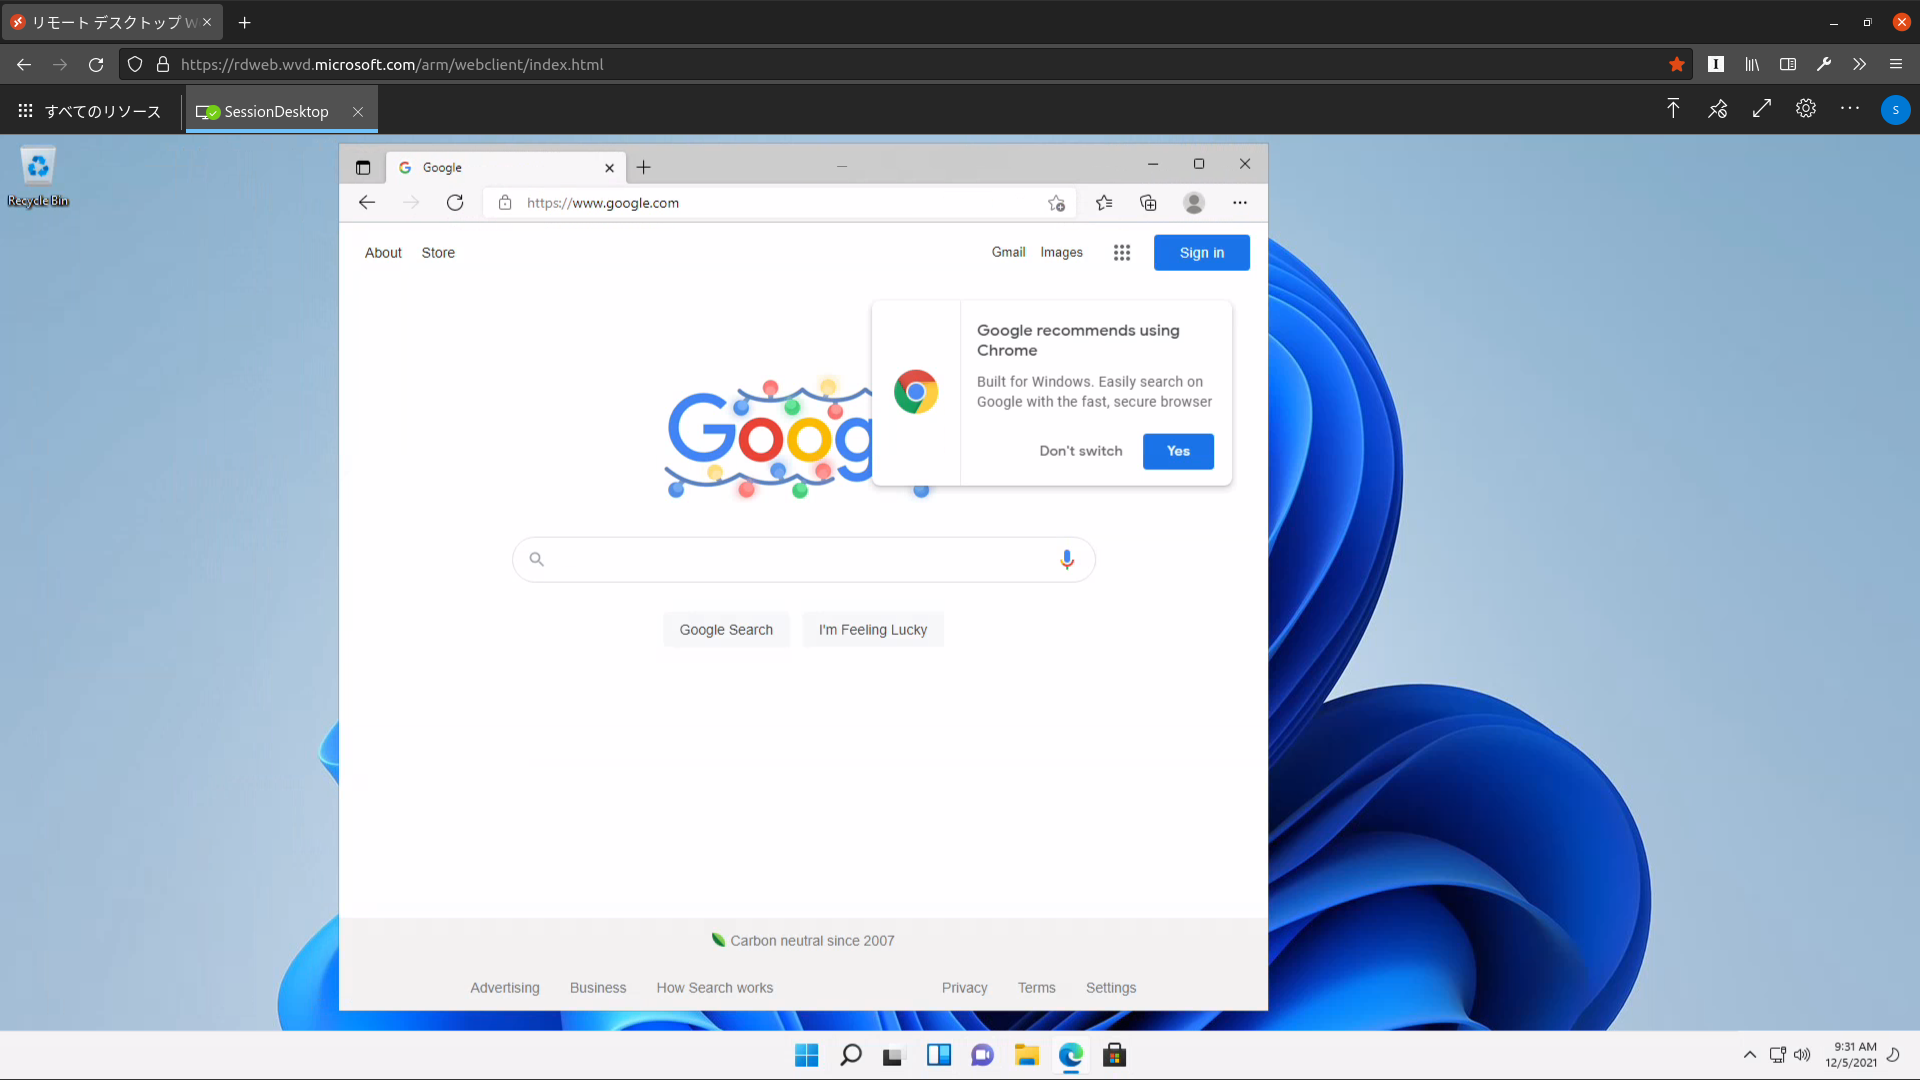 リモート デスクトップ W
https://rdweb.wvd.microsoft.com/arm/webclient/index.html
すべてのリソース
SessionDesktop
S
Recycle Bin
Google
https://www.google.com
About
Store
Gmail
Images
Sign in
Google recommends using
Chrome
Built for Windows. Easily search on
Google with the fast, secure browser
Don't switch
Yes
Goog
Google Search
I'm Feeling Lucky
Carbon neutral since 2007
Advertising
Business
How Search works
Privacy
Terms
Settings
9:31 AM
12/5/2021